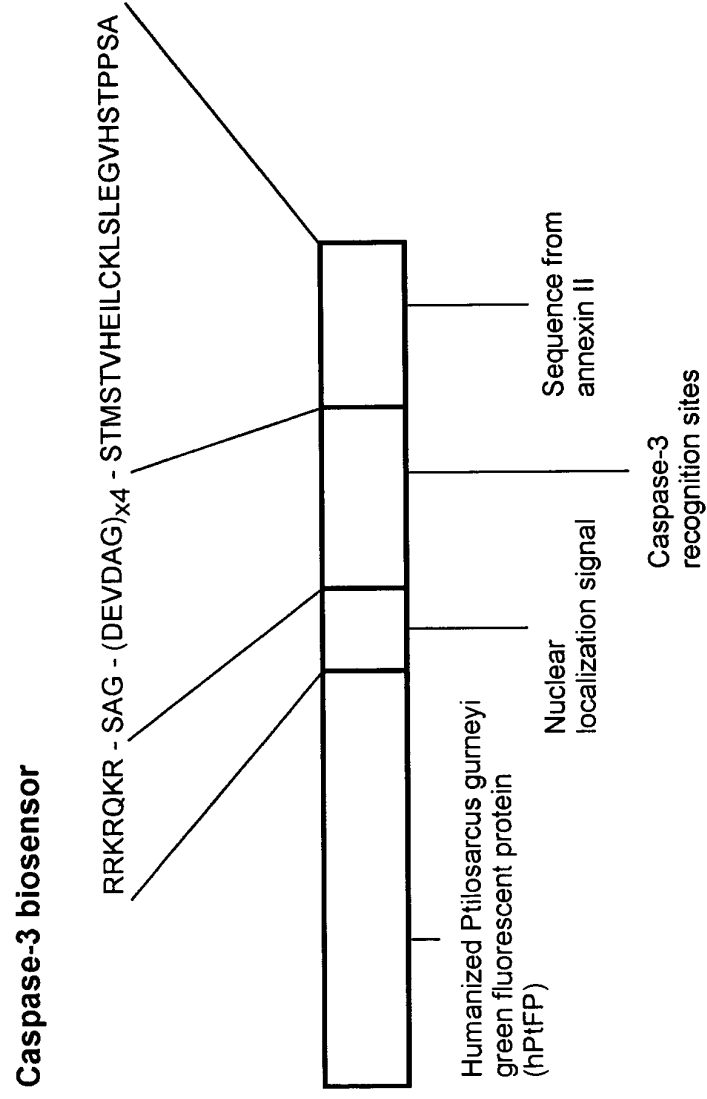 Caspase-3 biosensor
RRKRQKR - SAG - (DEVDAG)x4 - STMSTVHEILCKLSLEGVHSTPPSA
Humanized Ptilosarcus gurneyi
green fluorescent protein
(hPtFP)
Nuclear
localization signal
Caspase-3
recognition sites
Sequence from
annexin II